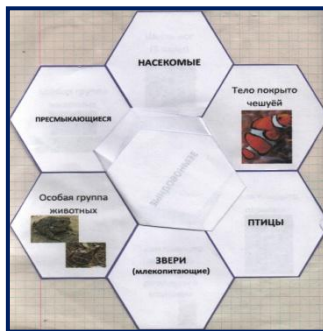 НАСЕКОМЫЕ
Тело покрыто
чешуёй
ПРЕСМЫКАЮЩИЕСЯ
Особая группа
животных
ПТИЦЫ
ЗВЕРИ
(млекопитающие)